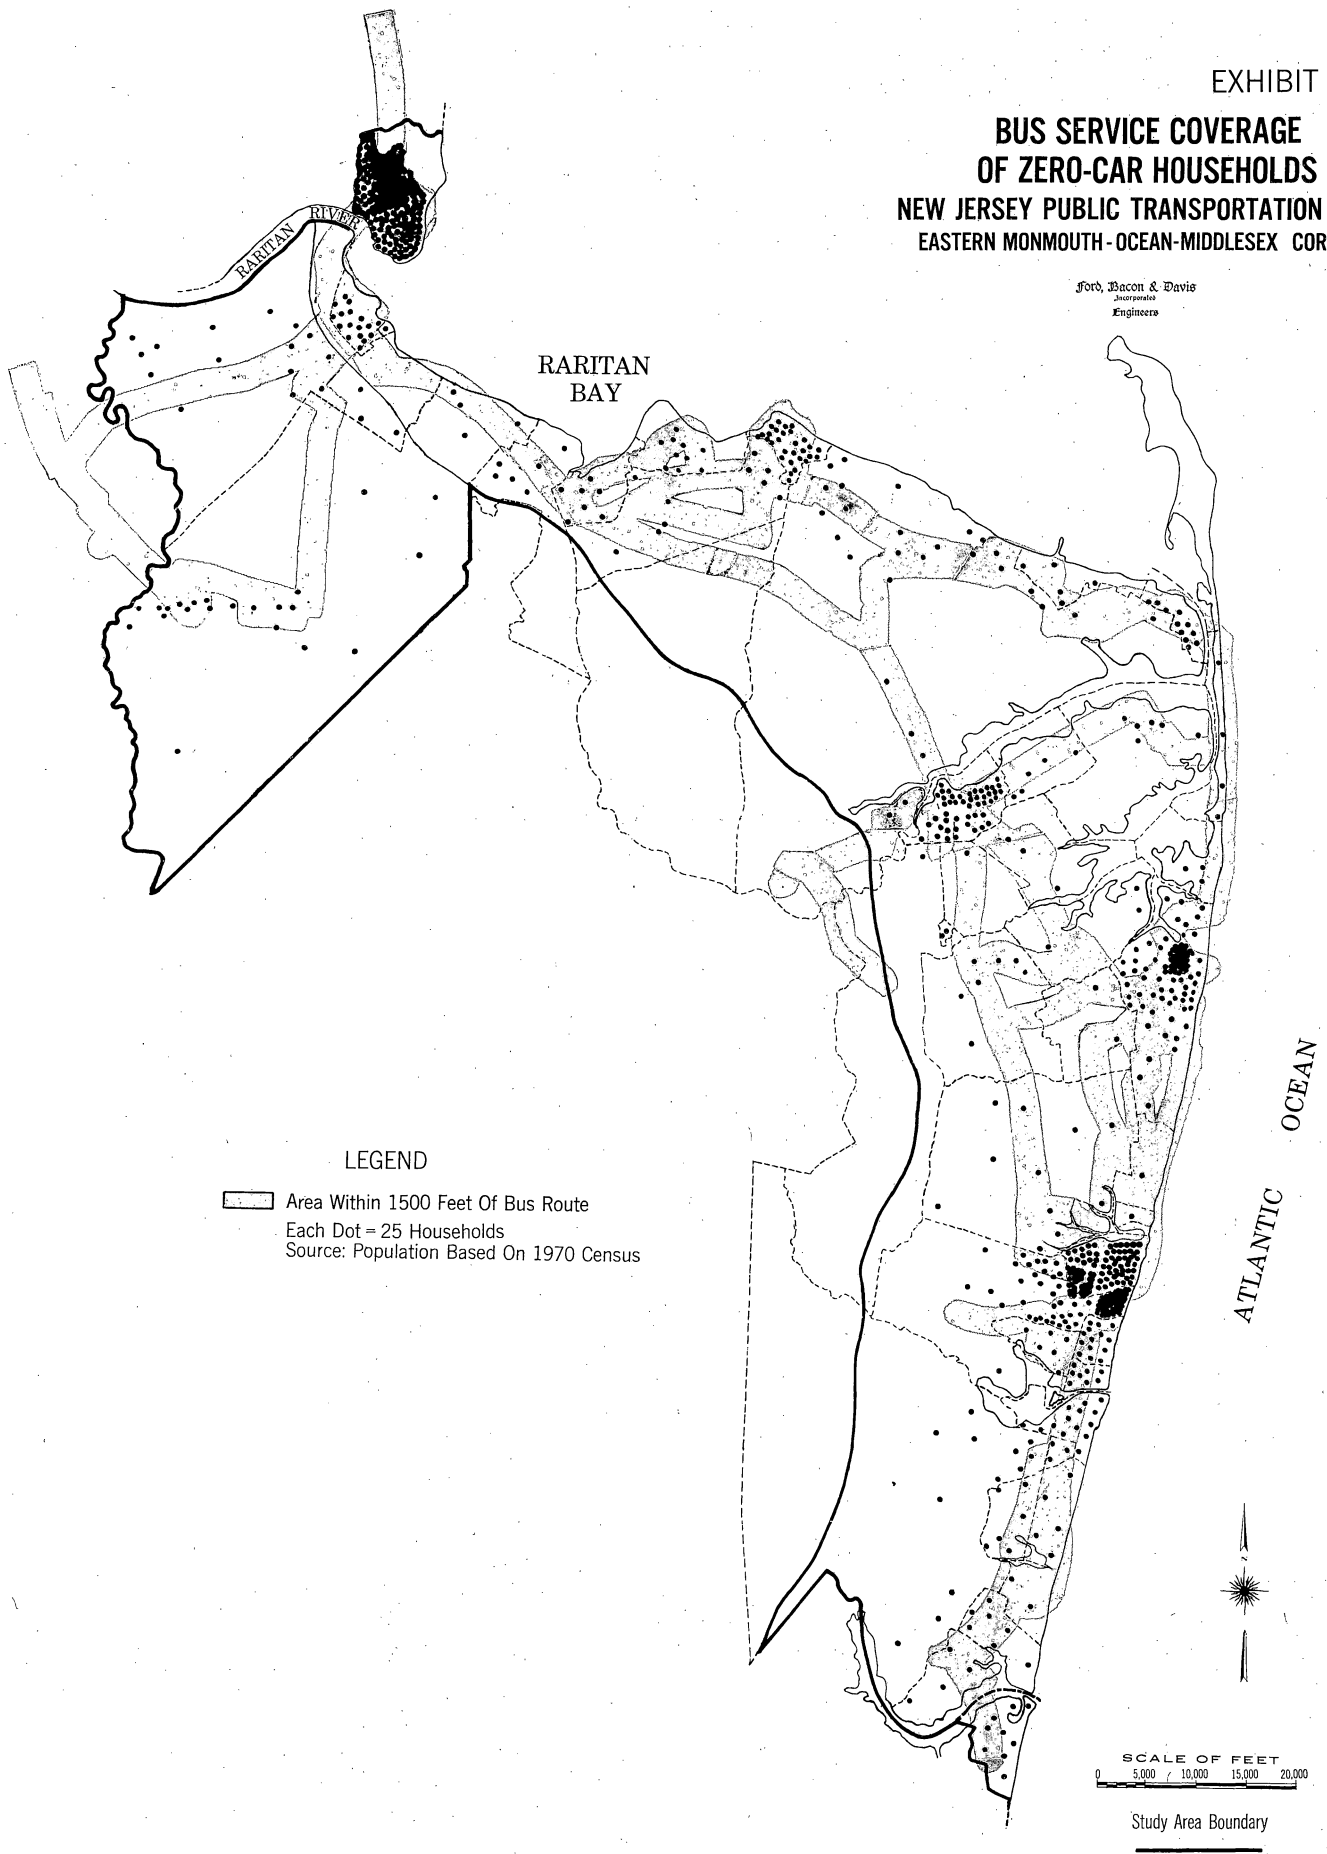 EXHIBIT
BUS SERVICE COVERAGE
OF ZERO-CAR HOUSEHOLDS
NEW JERSEY PUBLIC TRANSPORTATION
EASTERN MONMOUTH-OCEAN-MIDDLESEX COR
Ford, Bacon & Davis
Incorporated
Engineers
RARITAN RIVER
RARITAN
BAY
ATLANTIC OCEAN
LEGEND
Area Within 1500 Feet Of Bus Route
Each Dot = 25 Households
Source: Population Based On 1970 Census
SCALE OF FEET
0 5,000 10,000 15,000 20,000
Study Area Boundary